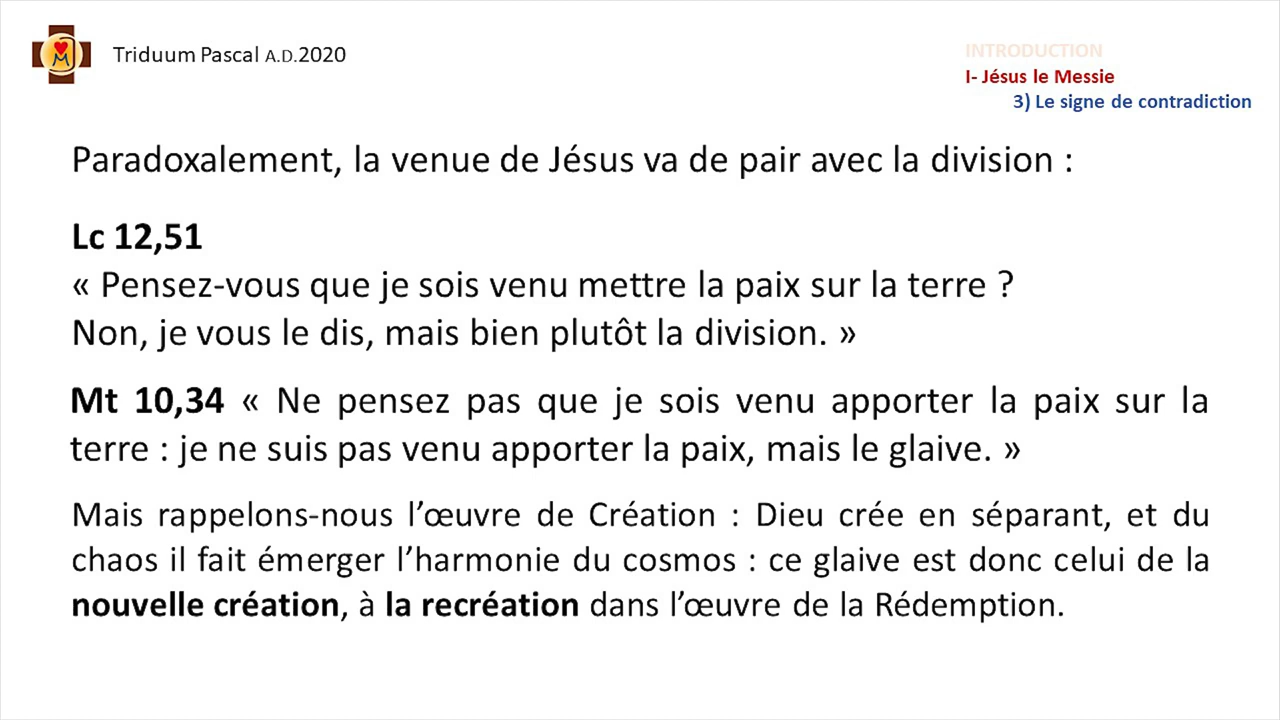 Triduum Pascal A.D.2020
INTRODUCTION
I- Jésus le Messie
3) Le signe de contradiction
Paradoxalement, la venue de Jésus va de pair avec la division :
Lc 12,51
« Pensez-vous que je sois venu mettre la paix sur la terre ?
Non, je vous le dis, mais bien plutôt la division. »
Mt 10,34 « Ne pensez pas que je sois venu apporter la paix sur la
terre : je ne suis pas venu apporter la paix, mais le glaive. »
Mais rappelons-nous l’œuvre de Création : Dieu crée en séparant, et du
chaos il fait émerger l’harmonie du cosmos : ce glaive est donc celui de la
nouvelle création, à la recréation dans l’œuvre de la Rédemption.